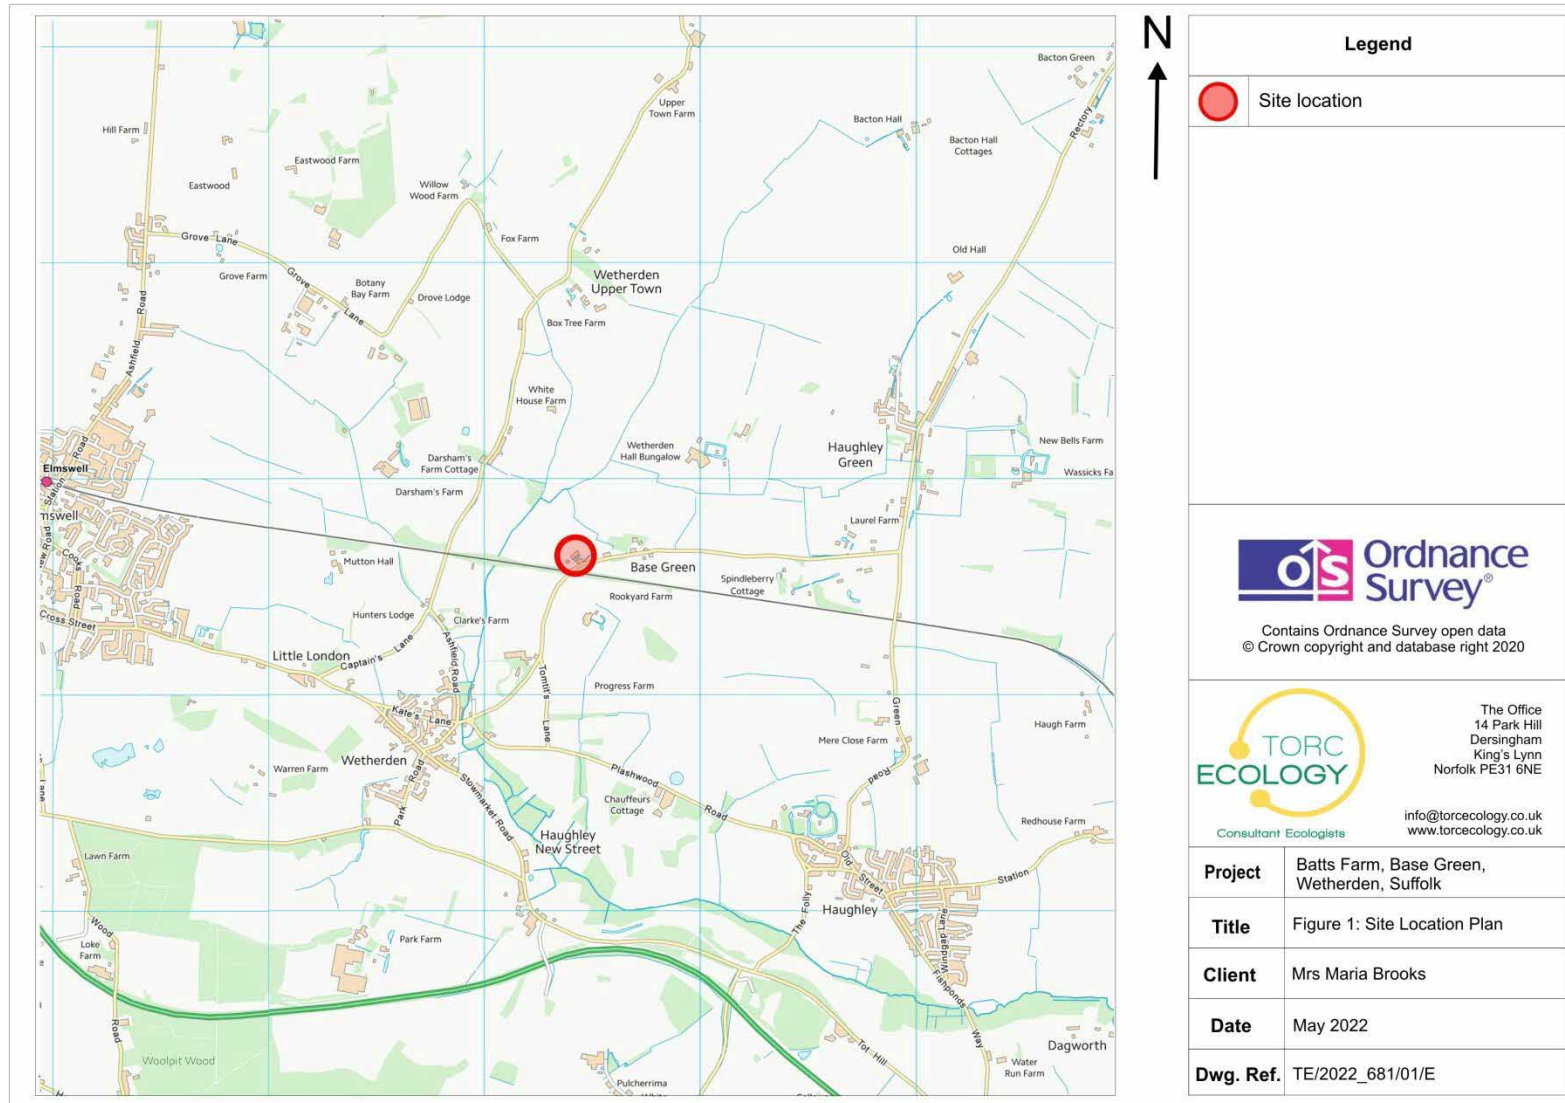 Bacton Green
Upper
Town Farm
Hill Farm
Bacton Hall
Rectory
Bacton Hall
Cottages
Eastwood Farm
Eastwood
Willow
Wood Farm
Grove Lane
Fox Farm
Old Hall
Grove Farm
Grove
Lane
Botany
Bay Farm
Drove Lodge
Wetherden
Upper Town
Box Tree Farm
Ashfield
Road
White
House Farm
Road
Elmswell
Station
mswell
Darsham's
Farm Cottage
Darsham's Farm
Wetherden
Hall Bungalow
Haughley
Green
New Bells Farm
Wassicks Fa
Laurel Farm
ew Road
Cooks
Road
Mutton Hall
Base Green
Spindleberry
Cottage
Rookyard Farm
Cross Street
Hunters Lodge
Clarke's Farm
Little London
Captain's Lane
Ashfield Road
Tomtit's
Lane
Progress Farm
Green
Road
Kate's Lane
Haugh Farm
Mere Close Farm
Wetherden
Warren Farm
Lane
Park
Road
Stowmarket Road
Plashwood
Road
Chauffeurs
Cottage
Redhouse Farm
Haughley
New Street
Lawn Farm
Old
Street
Station
Haughley
The Folly
Windgap Lane
Fishponds
Way
Wood
Road
Loke
Farm
Park Farm
Woolpit Wood
Tot Hill
Dagworth
Water
Run Farm
Pulcherrima
N
Legend
Site location
OS Ordnance
Survey®
Contains Ordnance Survey open data
© Crown copyright and database right 2020
TORC
ECOLOGY
Consultant Ecologists
The Office
14 Park Hill
Dersingham
King's Lynn
Norfolk PE31 6NE
info@torcecology.co.uk
www.torcecology.co.uk
Project Batts Farm, Base Green,
Wetherden, Suffolk
Title Figure 1: Site Location Plan
Client Mrs Maria Brooks
Date May 2022
Dwg. Ref. TE/2022_681/01/E